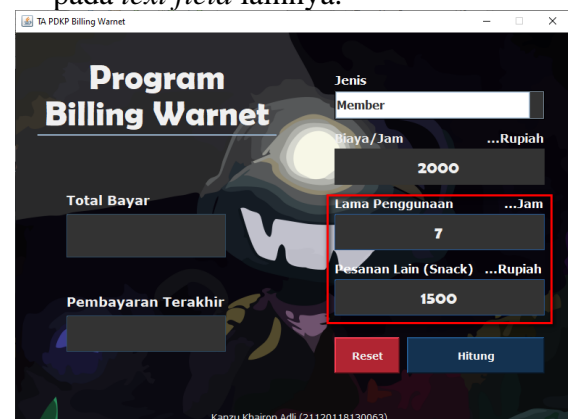 pada text field lainnya.
TA PDKP Billing Warnet
Program
Billing Warnet
Jenis
Member
Biaya/Jam ...Rupiah
2000
Total Bayar
Lama Penggunaan ...Jam
7
Pesanan Lain (Snack) ...Rupiah
1500
Pembayaran Terakhir
Reset Hitung
Kanzu Khairon Adli (21120118130063)